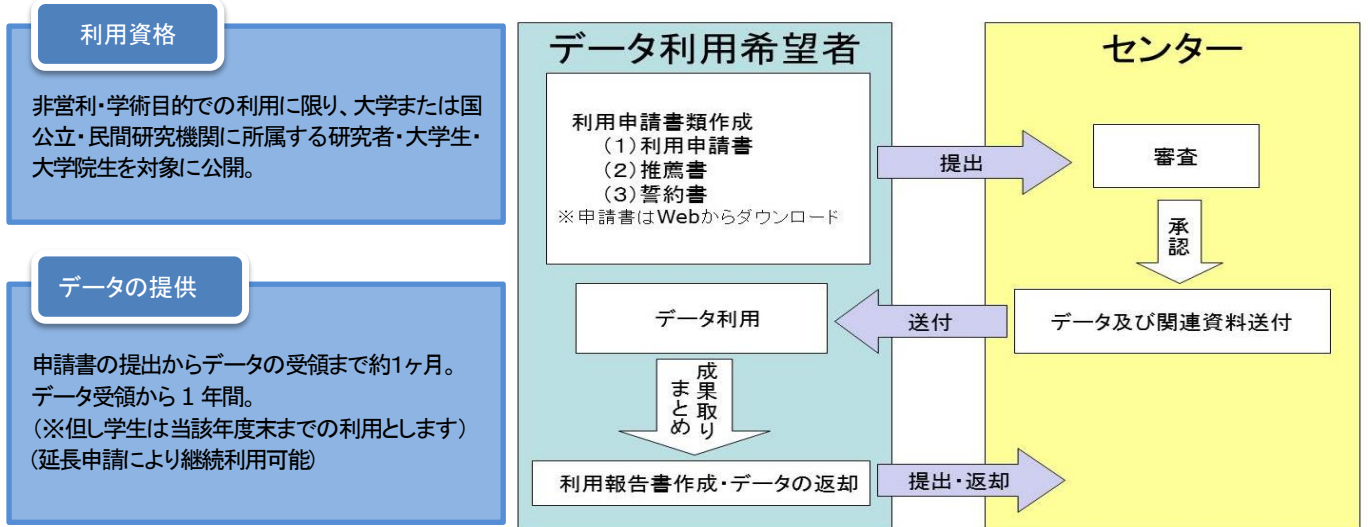 利用資格
非営利・学術目的での利用に限り、大学または国
公立・民間研究機関に所属する研究者・大学生・
大学院生を対象に公開。
データの提供
申請書の提出からデータの受領まで約1ヶ月。
データ受領から 1 年間。
(※但し学生は当該年度末までの利用とします)
(延長申請により継続利用可能)
データ利用希望者
利用申請書類作成
(1)利用申請書
(2)推薦書
(3)誓約書
※申請書はWebからダウンロード
提出
センター
審査
承認
データ及び関連資料送付
送付
データ利用
成果取り
まとめ
利用報告書作成・データの返却
提出・返却